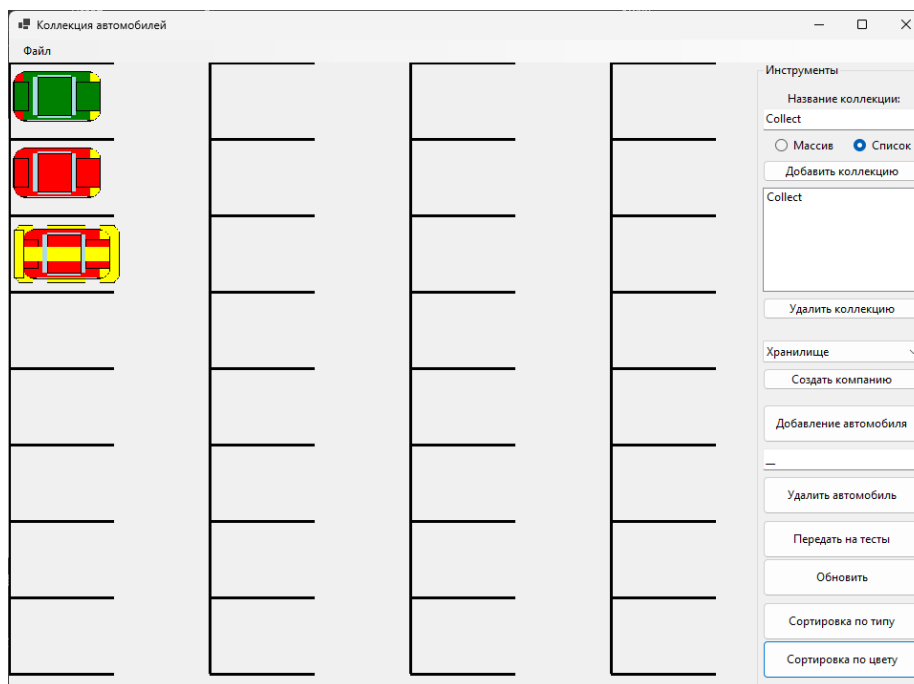 Коллекция автомобилей
Файл
Инструменты
Название коллекции:
Collect
Массив Список
Добавить коллекцию
Collect
Удалить коллекцию
Хранилище
Создать компанию
Добавление автомобиля
_
Удалить автомобиль
Передать на тесты
Обновить
Сортировка по типу
Сортировка по цвету